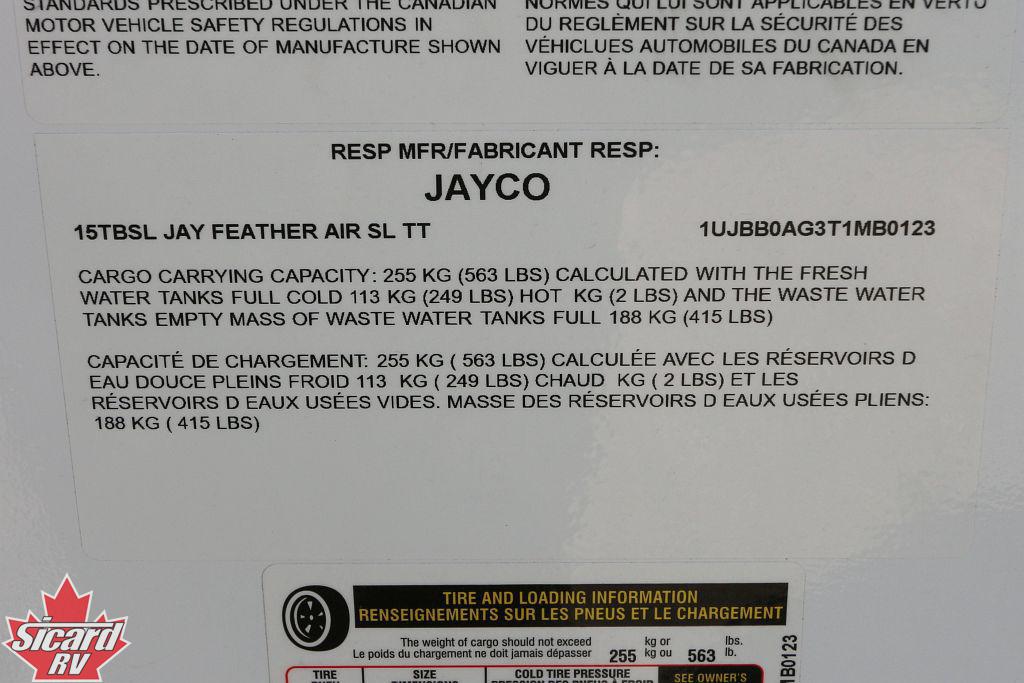 STANDARDS PRESCRIBED UNDER THE CANADIAN
MOTOR VEHICLE SAFETY REGULATIONS IN
EFFECT ON THE DATE OF MANUFACTURE SHOWN
ABOVE.
NORMES QUI LUI SONT APPLICABLES EN VERTU
DU REGLÈMENT SUR LA SÉCURITÉ DES
VÉHICLUES AUTOMOBILES DU CANADA EN
VIGUER À LA DATE DE SA FABRICATION.
RESP MFR/FABRICANT RESP:
JAYCO
15TBSL JAY FEATHER AIR SL TT 1UJBB0AG3T1MB0123
CARGO CARRYING CAPACITY: 255 KG (563 LBS) CALCULATED WITH THE FRESH
WATER TANKS FULL COLD 113 KG (249 LBS) HOT KG (2 LBS) AND THE WASTE WATER
TANKS EMPTY MASS OF WASTE WATER TANKS FULL 188 KG (415 LBS)
CAPACITÉ DE CHARGEMENT: 255 KG ( 563 LBS) CALCULÉE AVEC LES RÉSERVOIRS D
EAU DOUCE PLEINS FROID 113 KG ( 249 LBS) CHAUD KG ( 2 LBS) ET LES
RÉSERVOIRS D EAUX USÉES VIDES. MASSE DES RÉSERVOIRS D EAUX USÉES PLIENS:
188 KG ( 415 LBS)
TIRE AND LOADING INFORMATION
RENSEIGNEMENTS SUR LES PNEUS ET LE CHARGEMENT
The weight of cargo should not exceed kg or lbs.
Le poids du chargement ne doit jamais dépasser 255 kg ou 563 lb.
TIRE SIZE COLD TIRE PRESSURE SEE OWNER'S
DIMENSIONS PRESSION DES PNEUS À FROID
MB0123
Sicard
RV